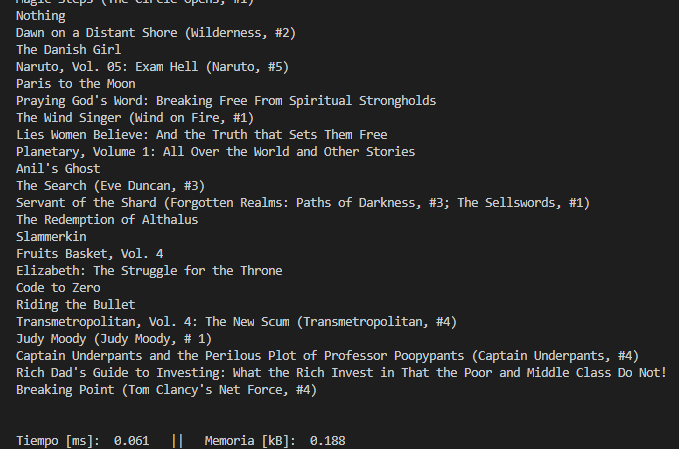 Magic Steps (The Circle Opens, #1)
Nothing
Dawn on a Distant Shore (Wilderness, #2)
The Danish Girl
Naruto, Vol. 05: Exam Hell (Naruto, #5)
Paris to the Moon
Praying God's Word: Breaking Free From Spiritual Strongholds
The Wind Singer (Wind on Fire, #1)
Lies Women Believe: And the Truth that Sets Them Free
Planetary, Volume 1: All Over the World and Other Stories
Anil's Ghost
The Search (Eve Duncan, #3)
Servant of the Shard (Forgotten Realms: Paths of Darkness, #3; The Sellswords, #1)
The Redemption of Althalus
Slammerkin
Fruits Basket, Vol. 4
Elizabeth: The Struggle for the Throne
Code to Zero
Riding the Bullet
Transmetropolitan, Vol. 4: The New Scum (Transmetropolitan, #4)
Judy Moody (Judy Moody, # 1)
Captain Underpants and the Perilous Plot of Professor Poopypants (Captain Underpants, #4)
Rich Dad's Guide to Investing: What the Rich Invest in That the Poor and Middle Class Do Not!
Breaking Point (Tom Clancy's Net Force, #4)
Tiempo [ms]: 0.061 || Memoria [kB]: 0.188